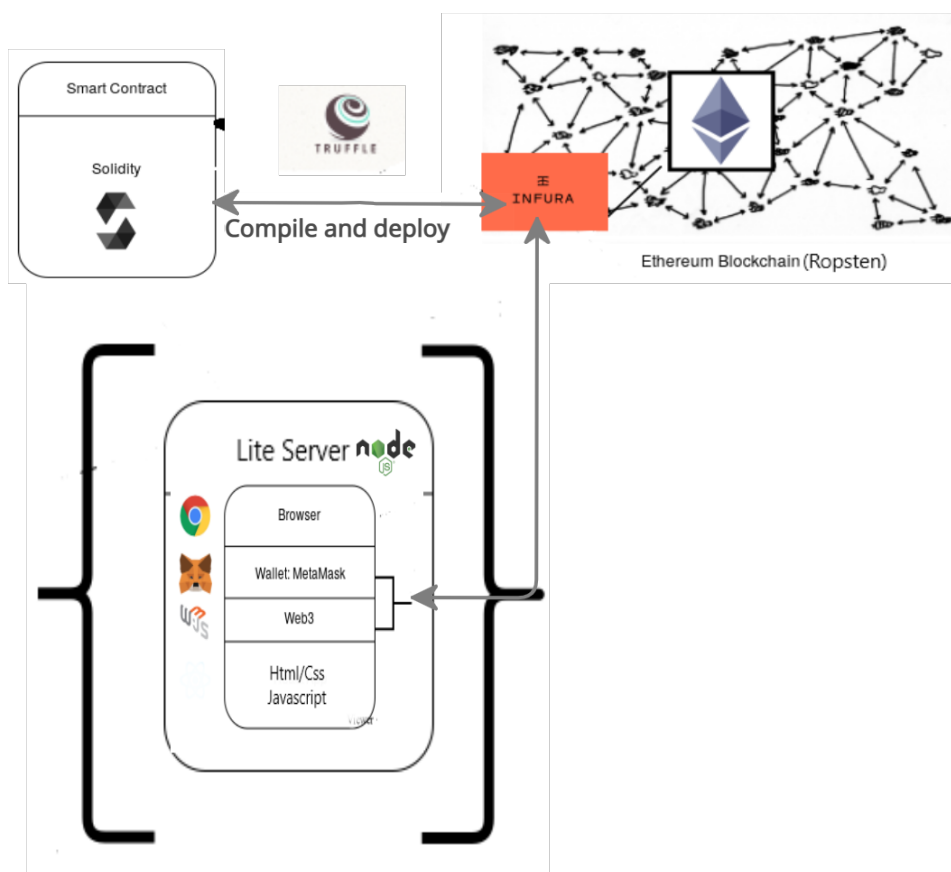 Smart Contract
Solidity
TRUFFLE
Compile and deploy
INFURA
Ethereum Blockchain (Ropsten)
Lite Server node
JS
Browser
Wallet: MetaMask
Web3
W3JS
Html/Css
Javascript